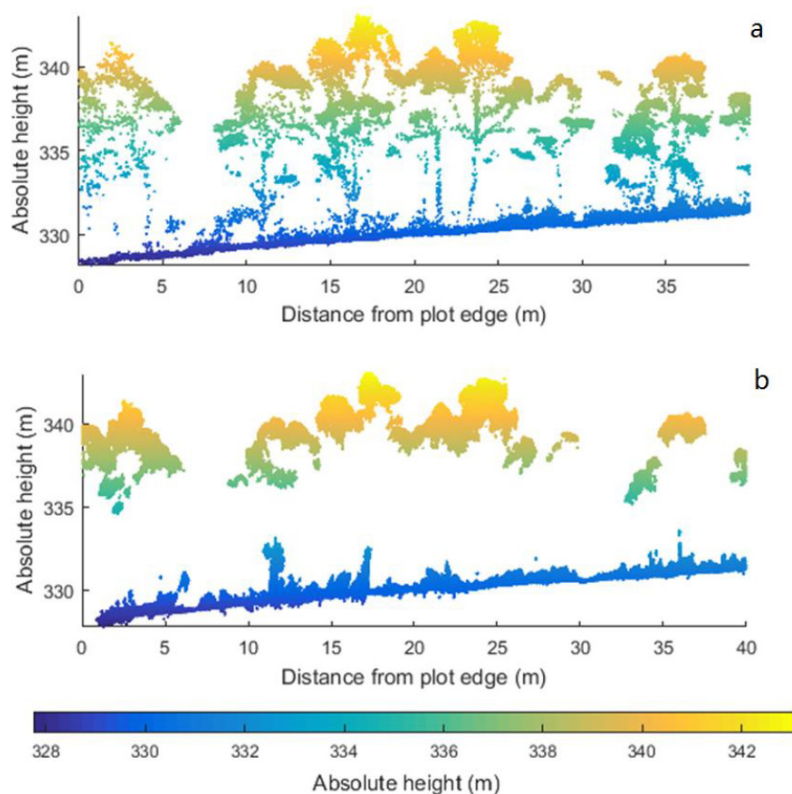 a
340
335
330
Absolute height (m)
0 5 10 15 20 25 30 35
Distance from plot edge (m)
b
340
335
330
Absolute height (m)
0 5 10 15 20 25 30 35 40
Distance from plot edge (m)
328 330 332 334 336 338 340 342
Absolute height (m)